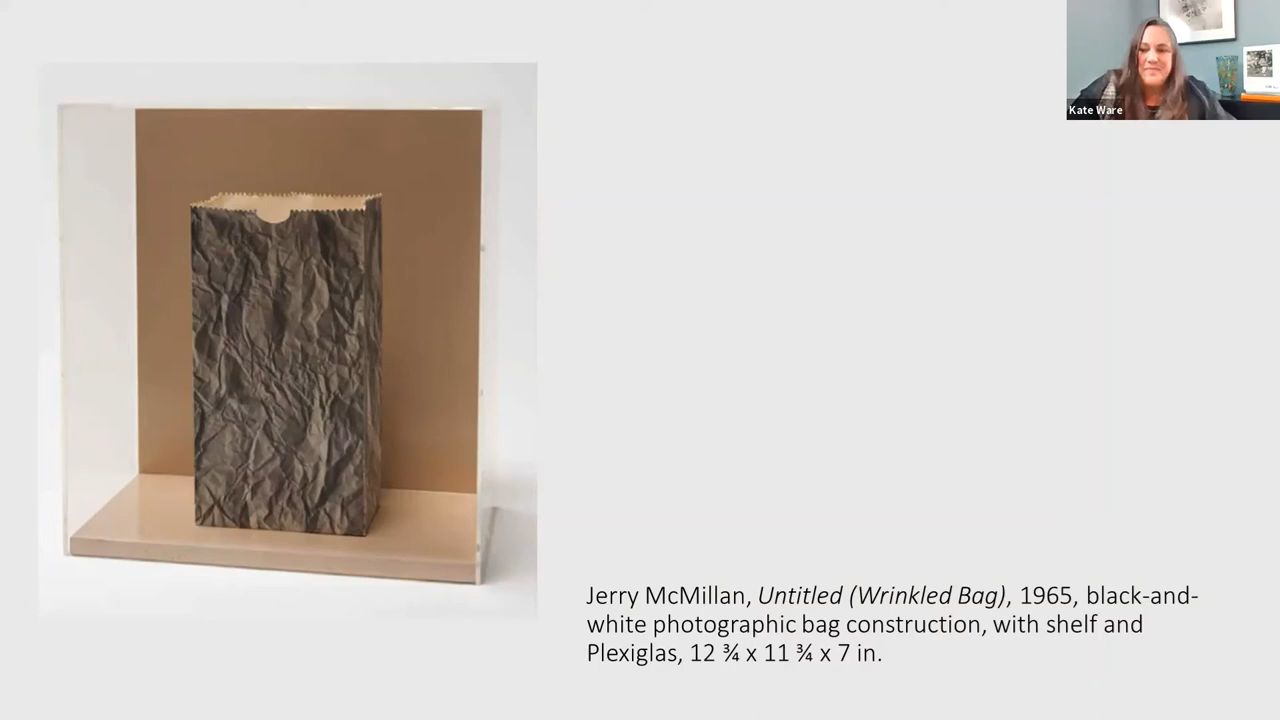 Kate Ware
Jerry McMillan, Untitled (Wrinkled Bag), 1965, black-and-
white photographic bag construction, with shelf and
Plexiglas, 12 ¾ x 11 ¾ x 7 in.